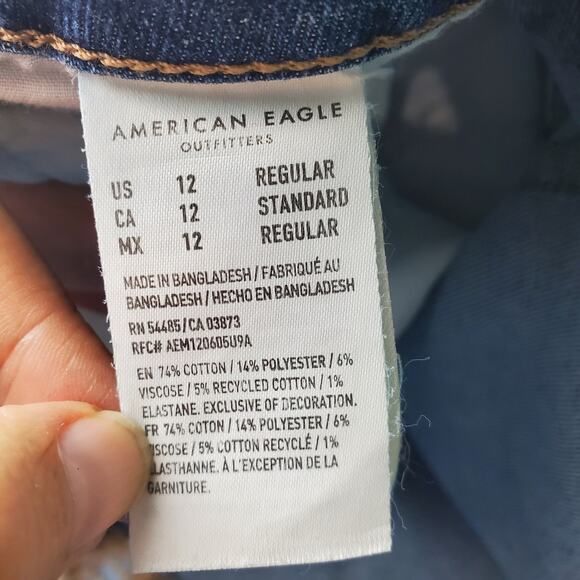 AMERICAN EAGLE
OUTFITTERS
US 12 REGULAR
CA 12 STANDARD
MX 12 REGULAR
MADE IN BANGLADESH / FABRIQUÉ AU
BANGLADESH / HECHO EN BANGLADESH
RN 54485 / CA 03873
RFC# AEM120605U9A
EN 74% COTTON / 14% POLYESTER / 6%
VISCOSE / 5% RECYCLED COTTON / 1%
ELASTANE. EXCLUSIVE OF DECORATION.
FR 74% COTON / 14% POLYESTER / 6%
VISCOSE / 5% COTTON RECYCLÉ / 1%
ELASTHANNE. À L'EXCEPTION DE LA
GARNITURE.